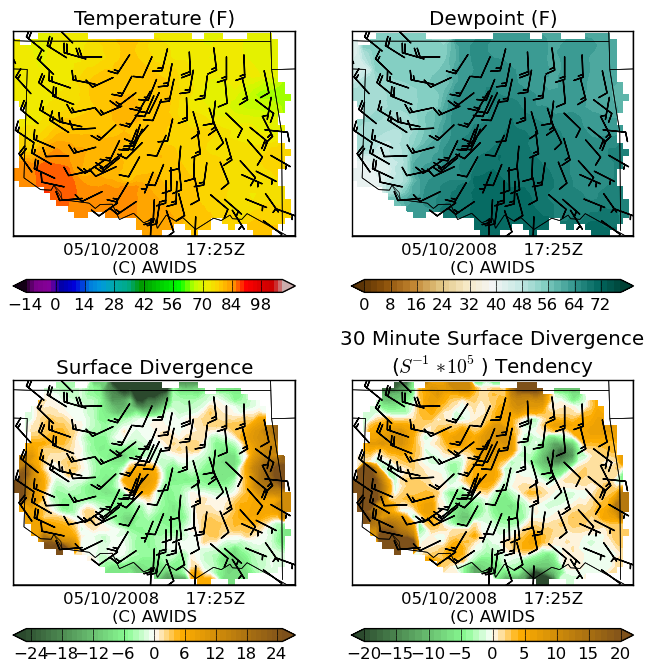 Temperature (F)
Dewpoint (F)
05/10/2008 17:25Z
(C) AWIDS
05/10/2008 17:25Z
(C) AWIDS
−14 0 14 28 42 56 70 84 98
0 8 16 24 32 40 48 56 64 72
30 Minute Surface Divergence
Surface Divergence
(S^{-1} * 10^5 ) Tendency
05/10/2008 17:25Z
(C) AWIDS
05/10/2008 17:25Z
(C) AWIDS
−24 −18 −12 −6 0 6 12 18 24
−20 −15 −10 −5 0 5 10 15 20